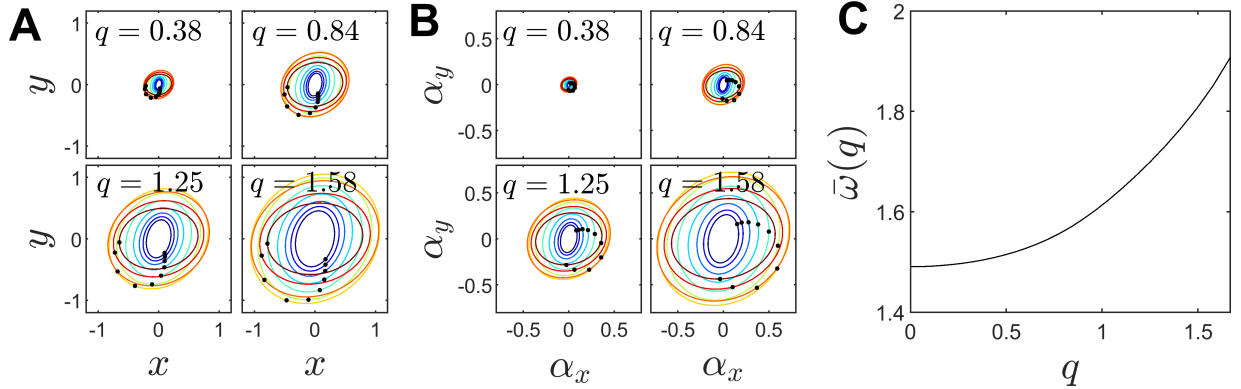 A
B
C
q = 0.38
q = 0.84
q = 1.25
q = 1.58
1
0
-1
y
1
0
-1
y
-1
0
1
x
-1
0
1
x
q = 0.38
q = 0.84
q = 1.25
q = 1.58
0.5
0
-0.5
α_y
0.5
0
-0.5
α_y
-0.5
0
0.5
α_x
-0.5
0
0.5
α_x
2
1.8
1.6
1.4
ω̄(q)
0
0.5
1
1.5
q